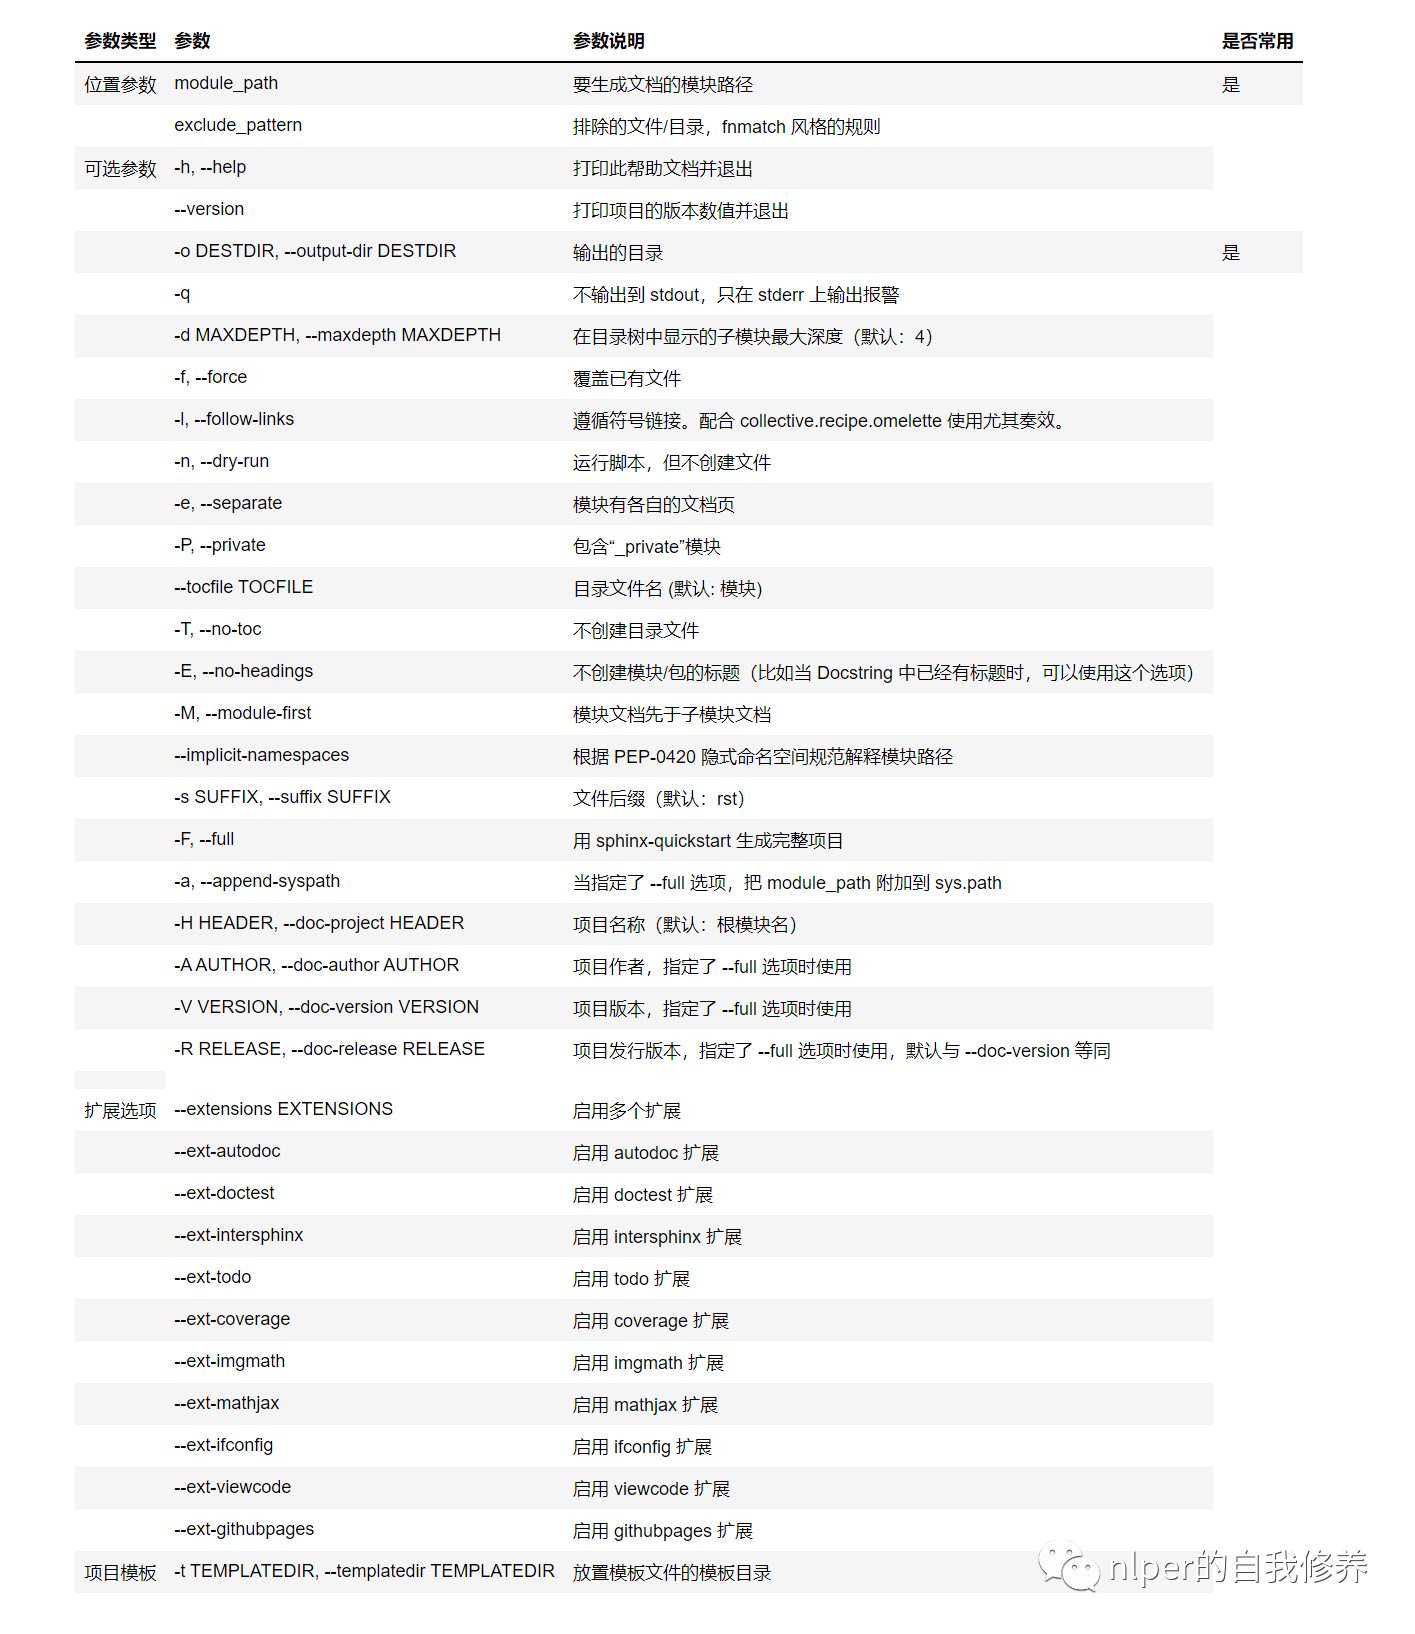 参数类型 参数 参数说明 是否常用
位置参数 module_path 要生成文档的模块路径 是
exclude_pattern 排除的文件/目录，fnmatch 风格的规则
可选参数 -h, --help 打印此帮助文档并退出
--version 打印项目的版本数值并退出
-o DESTDIR, --output-dir DESTDIR 输出的目录 是
-q 不输出到 stdout，只在 stderr 上输出报警
-d MAXDEPTH, --maxdepth MAXDEPTH 在目录树中显示的子模块最大深度（默认：4）
-f, --force 覆盖已有文件
-l, --follow-links 遵循符号链接。配合 collective.recipe.omelette 使用尤其奏效。
-n, --dry-run 运行脚本，但不创建文件
-e, --separate 模块有各自的文档页
-P, --private 包含“_private”模块
--tocfile TOCFILE 目录文件名 (默认: 模块)
-T, --no-toc 不创建目录文件
-E, --no-headings 不创建模块/包的标题（比如当 Docstring 中已经有标题时，可以使用这个选项）
-M, --module-first 模块文档先于子模块文档
--implicit-namespaces 根据 PEP-0420 隐式命名空间规范解释模块路径
-s SUFFIX, --suffix SUFFIX 文件后缀（默认：rst）
-F, --full 用 sphinx-quickstart 生成完整项目
-a, --append-syspath 当指定了 --full 选项，把 module_path 附加到 sys.path
-H HEADER, --doc-project HEADER 项目名称（默认：根模块名）
-A AUTHOR, --doc-author AUTHOR 项目作者，指定了 --full 选项时使用
-V VERSION, --doc-version VERSION 项目版本，指定了 --full 选项时使用
-R RELEASE, --doc-release RELEASE 项目发行版本，指定了 --full 选项时使用，默认与 --doc-version 等同
扩展选项 --extensions EXTENSIONS 启用多个扩展
--ext-autodoc 启用 autodoc 扩展
--ext-doctest 启用 doctest 扩展
--ext-intersphinx 启用 intersphinx 扩展
--ext-todo 启用 todo 扩展
--ext-coverage 启用 coverage 扩展
--ext-imgmath 启用 imgmath 扩展
--ext-mathjax 启用 mathjax 扩展
--ext-ifconfig 启用 ifconfig 扩展
--ext-viewcode 启用 viewcode 扩展
--ext-githubpages 启用 githubpages 扩展
项目模板 -t TEMPLATEDIR, --templatedir TEMPLATEDIR 放置模板文件的模板目录
nlper的自我修养